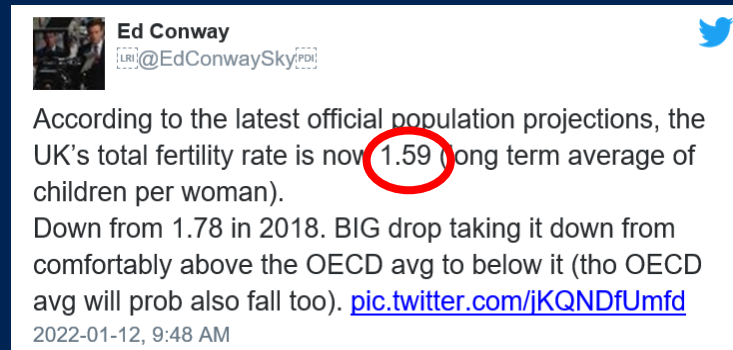 Ed Conway
LRI@EdConwaySkyPDI
According to the latest official population projections, the
UK’s total fertility rate is now 1.59 (long term average of
children per woman).
Down from 1.78 in 2018. BIG drop taking it down from
comfortably above the OECD avg to below it (tho OECD
avg will prob also fall too). pic.twitter.com/jKQNDfUmfd
2022-01-12, 9:48 AM